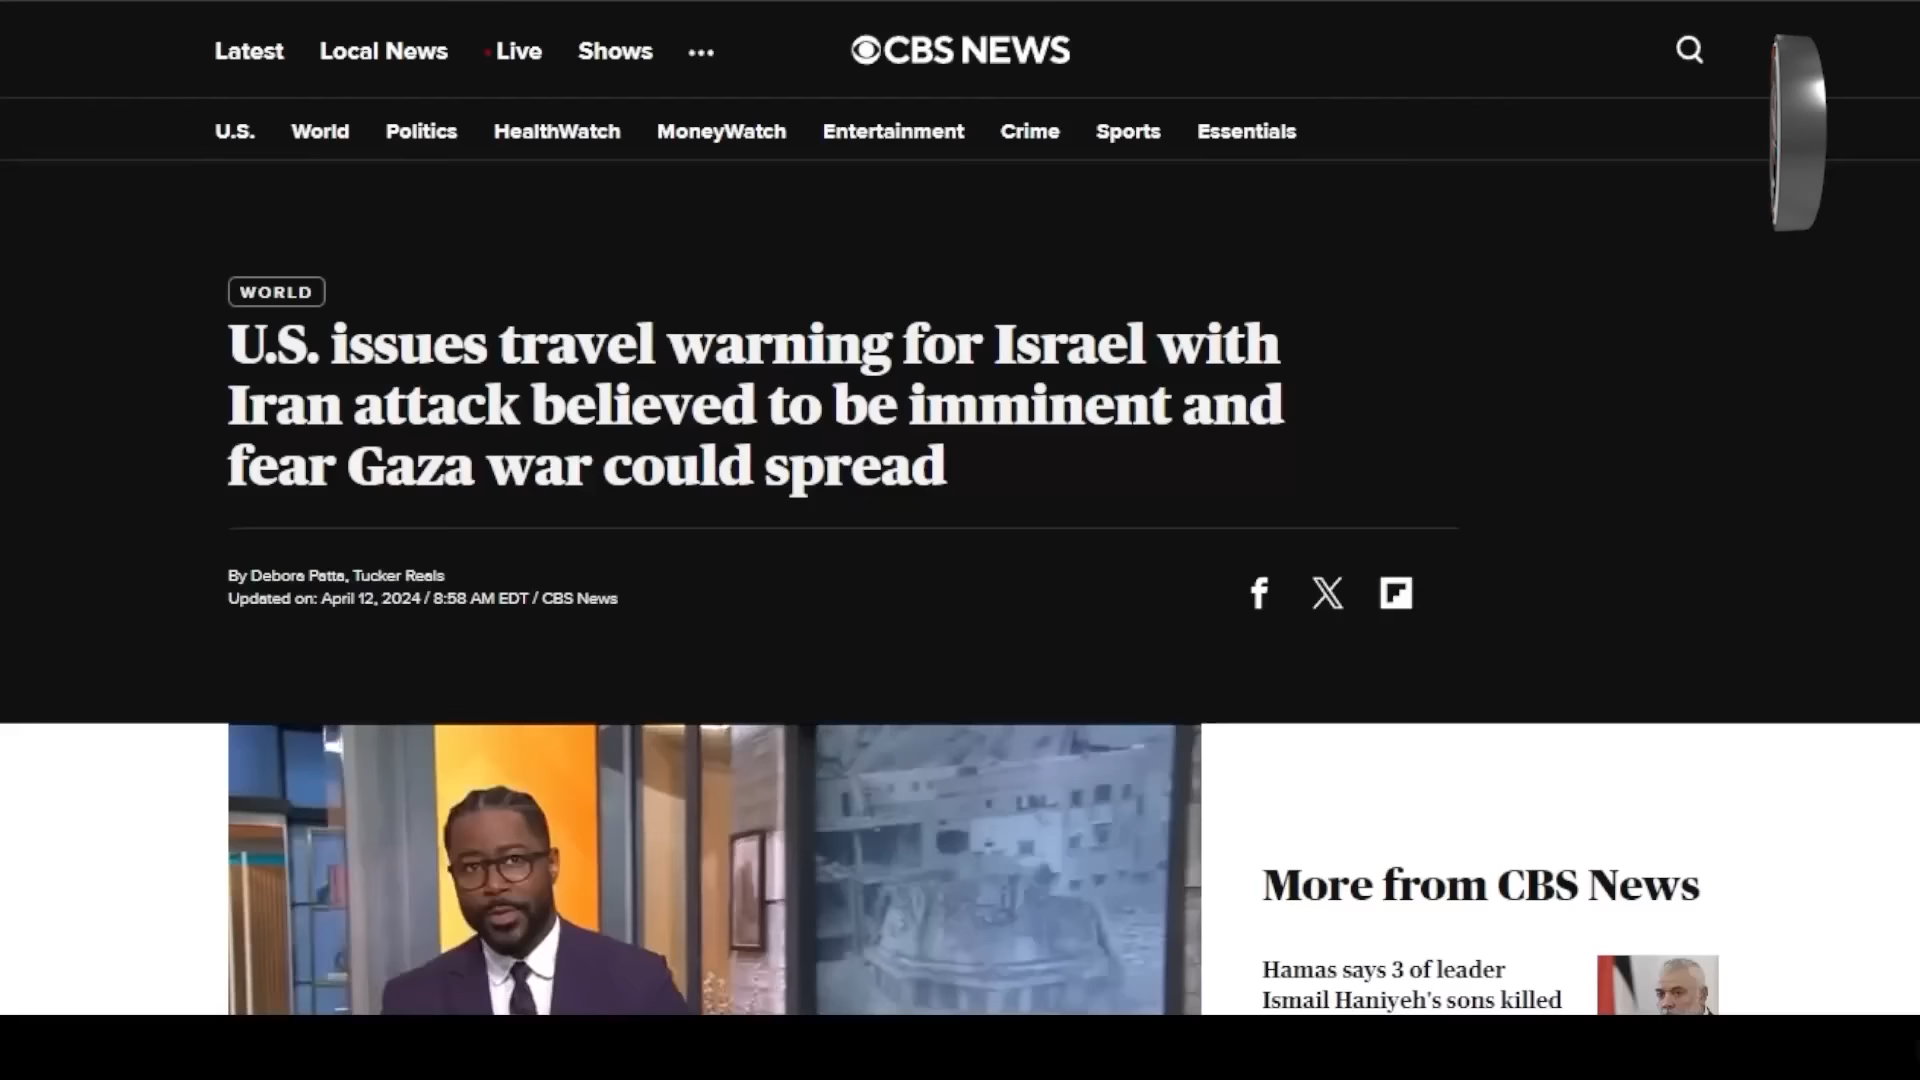 Latest Local News Live Shows
CBS NEWS
U.S. World Politics HealthWatch MoneyWatch Entertainment Crime Sports Essentials
WORLD
U.S. issues travel warning for Israel with
Iran attack believed to be imminent and
fear Gaza war could spread
By Debora Patta, Tucker Reals
Updated on: April 12, 2024 / 8:58 AM EDT / CBS News
More from CBS News
Hamas says 3 of leader
Ismail Haniyeh's sons killed